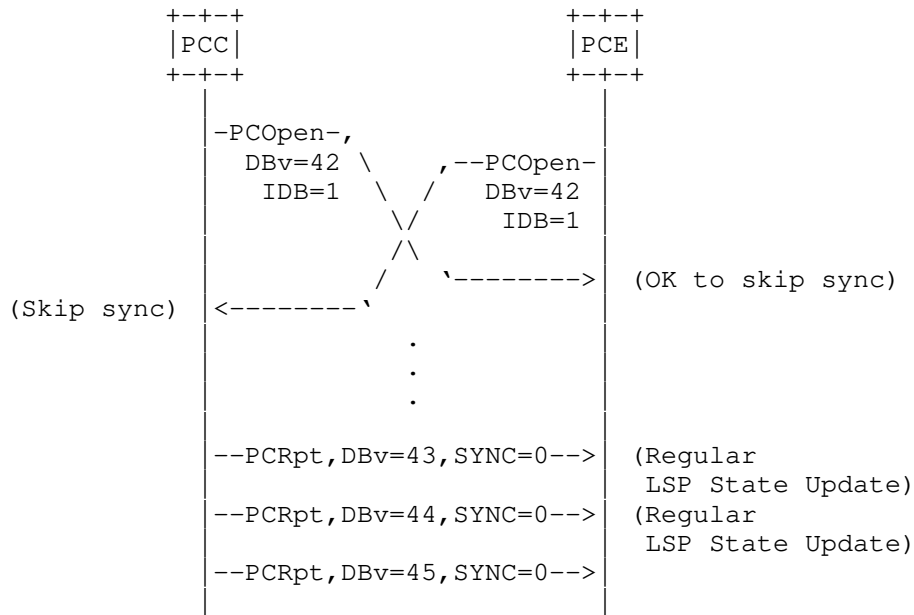 +-+-+                    +-+-+
|PCC|                    |PCE|
+-+-+                    +-+-+
-PCOpen-,
DBv=42 \    ,--PCOpen-
IDB=1  \  /   DBv=42
\/     IDB=1
/\
/  `-------->| (OK to skip sync)
(Skip sync) |<--------`
.
.
.
--PCRpt,DBv=43,SYNC=0-->| (Regular
LSP State Update)
--PCRpt,DBv=44,SYNC=0-->| (Regular
LSP State Update)
--PCRpt,DBv=45,SYNC=0-->|